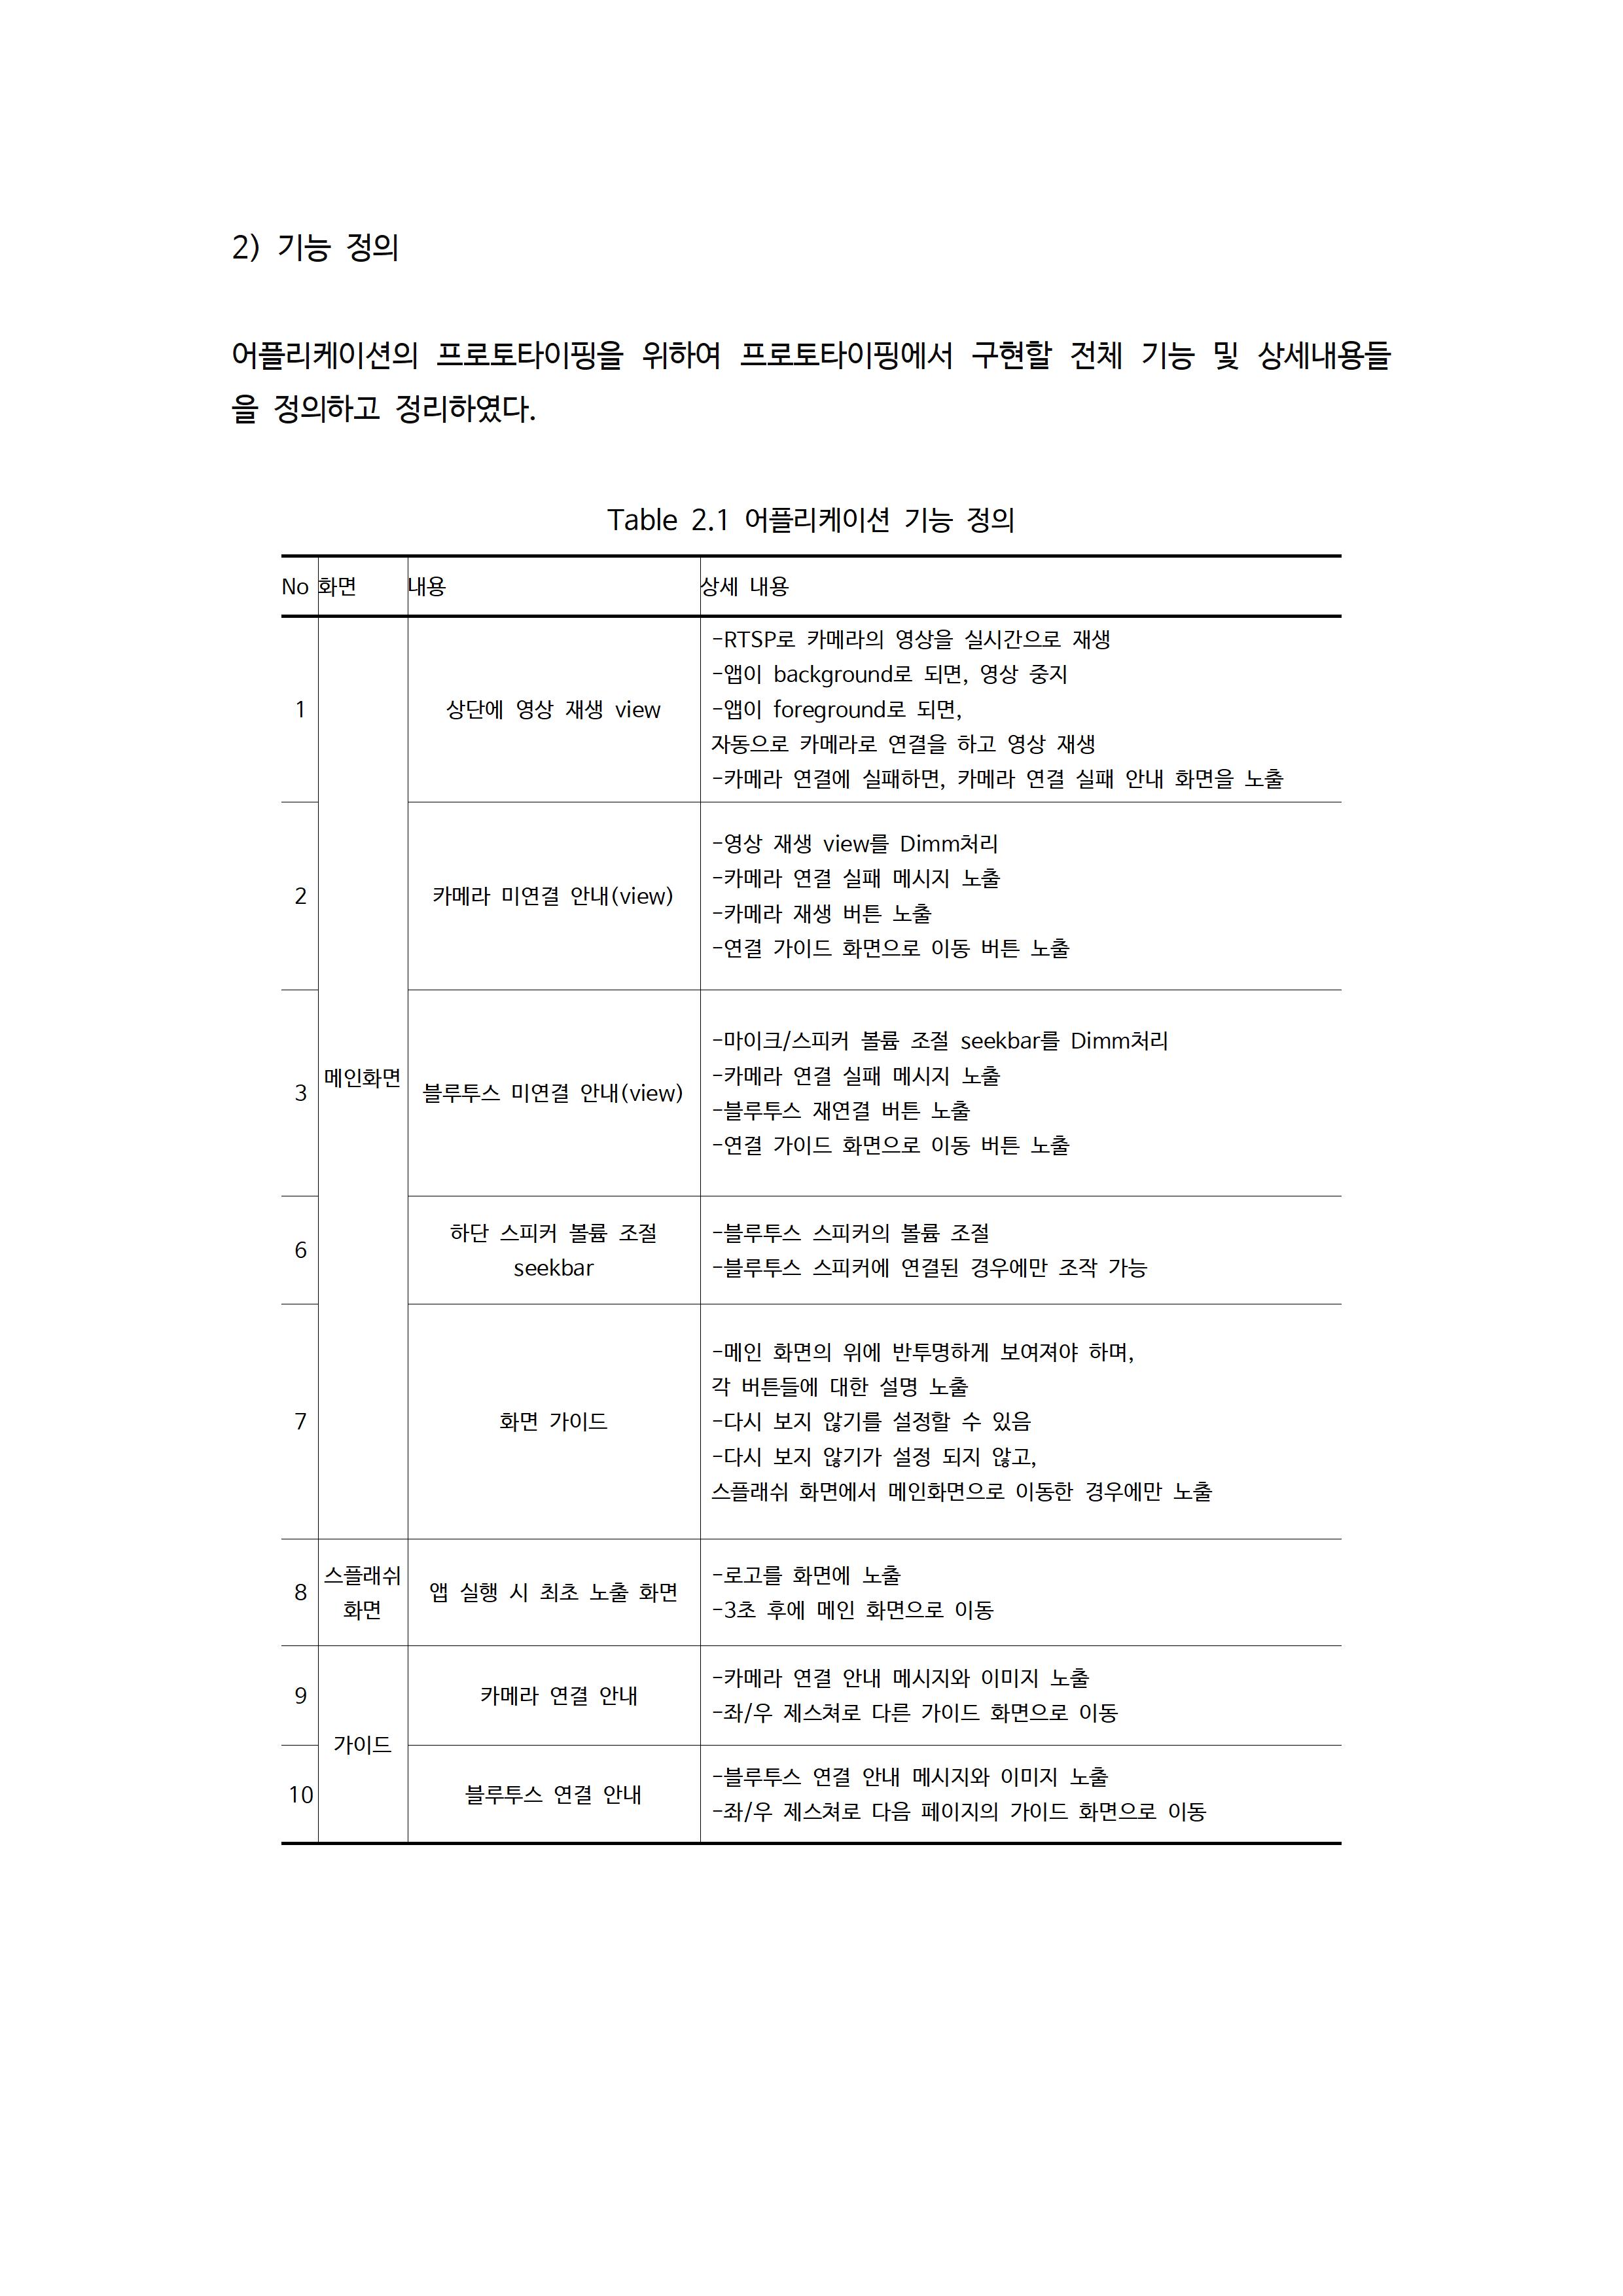 2) 기능 정의
어플리케이션의 프로토타이핑을 위하여 프로토타이핑에서 구현할 전체 기능 및 상세내용들
을 정의하고 정리하였다.
Table 2.1 어플리케이션 기능 정의
No 화면 내용 상세 내용
1
메인화면
상단에 영상 재생 view
-RTSP로 카메라의 영상을 실시간으로 재생
-앱이 background로 되면, 영상 중지
-앱이 foreground로 되면,
자동으로 카메라로 연결을 하고 영상 재생
-카메라 연결에 실패하면, 카메라 연결 실패 안내 화면을 노출
2
카메라 미연결 안내(view)
-영상 재생 view를 Dimm처리
-카메라 연결 실패 메시지 노출
-카메라 재생 버튼 노출
-연결 가이드 화면으로 이동 버튼 노출
3
블루투스 미연결 안내(view)
-마이크/스피커 볼륨 조절 seekbar를 Dimm처리
-카메라 연결 실패 메시지 노출
-블루투스 재연결 버튼 노출
-연결 가이드 화면으로 이동 버튼 노출
6
하단 스피커 볼륨 조절
seekbar
-블루투스 스피커의 볼륨 조절
-블루투스 스피커에 연결된 경우에만 조작 가능
7
화면 가이드
-메인 화면의 위에 반투명하게 보여져야 하며,
각 버튼들에 대한 설명 노출
-다시 보지 않기를 설정할 수 있음
-다시 보지 않기가 설정 되지 않고,
스플래쉬 화면에서 메인화면으로 이동한 경우에만 노출
8
스플래쉬
화면
앱 실행 시 최초 노출 화면
-로고를 화면에 노출
-3초 후에 메인 화면으로 이동
9
가이드
카메라 연결 안내
-카메라 연결 안내 메시지와 이미지 노출
-좌/우 제스쳐로 다른 가이드 화면으로 이동
10
블루투스 연결 안내
-블루투스 연결 안내 메시지와 이미지 노출
-좌/우 제스쳐로 다음 페이지의 가이드 화면으로 이동